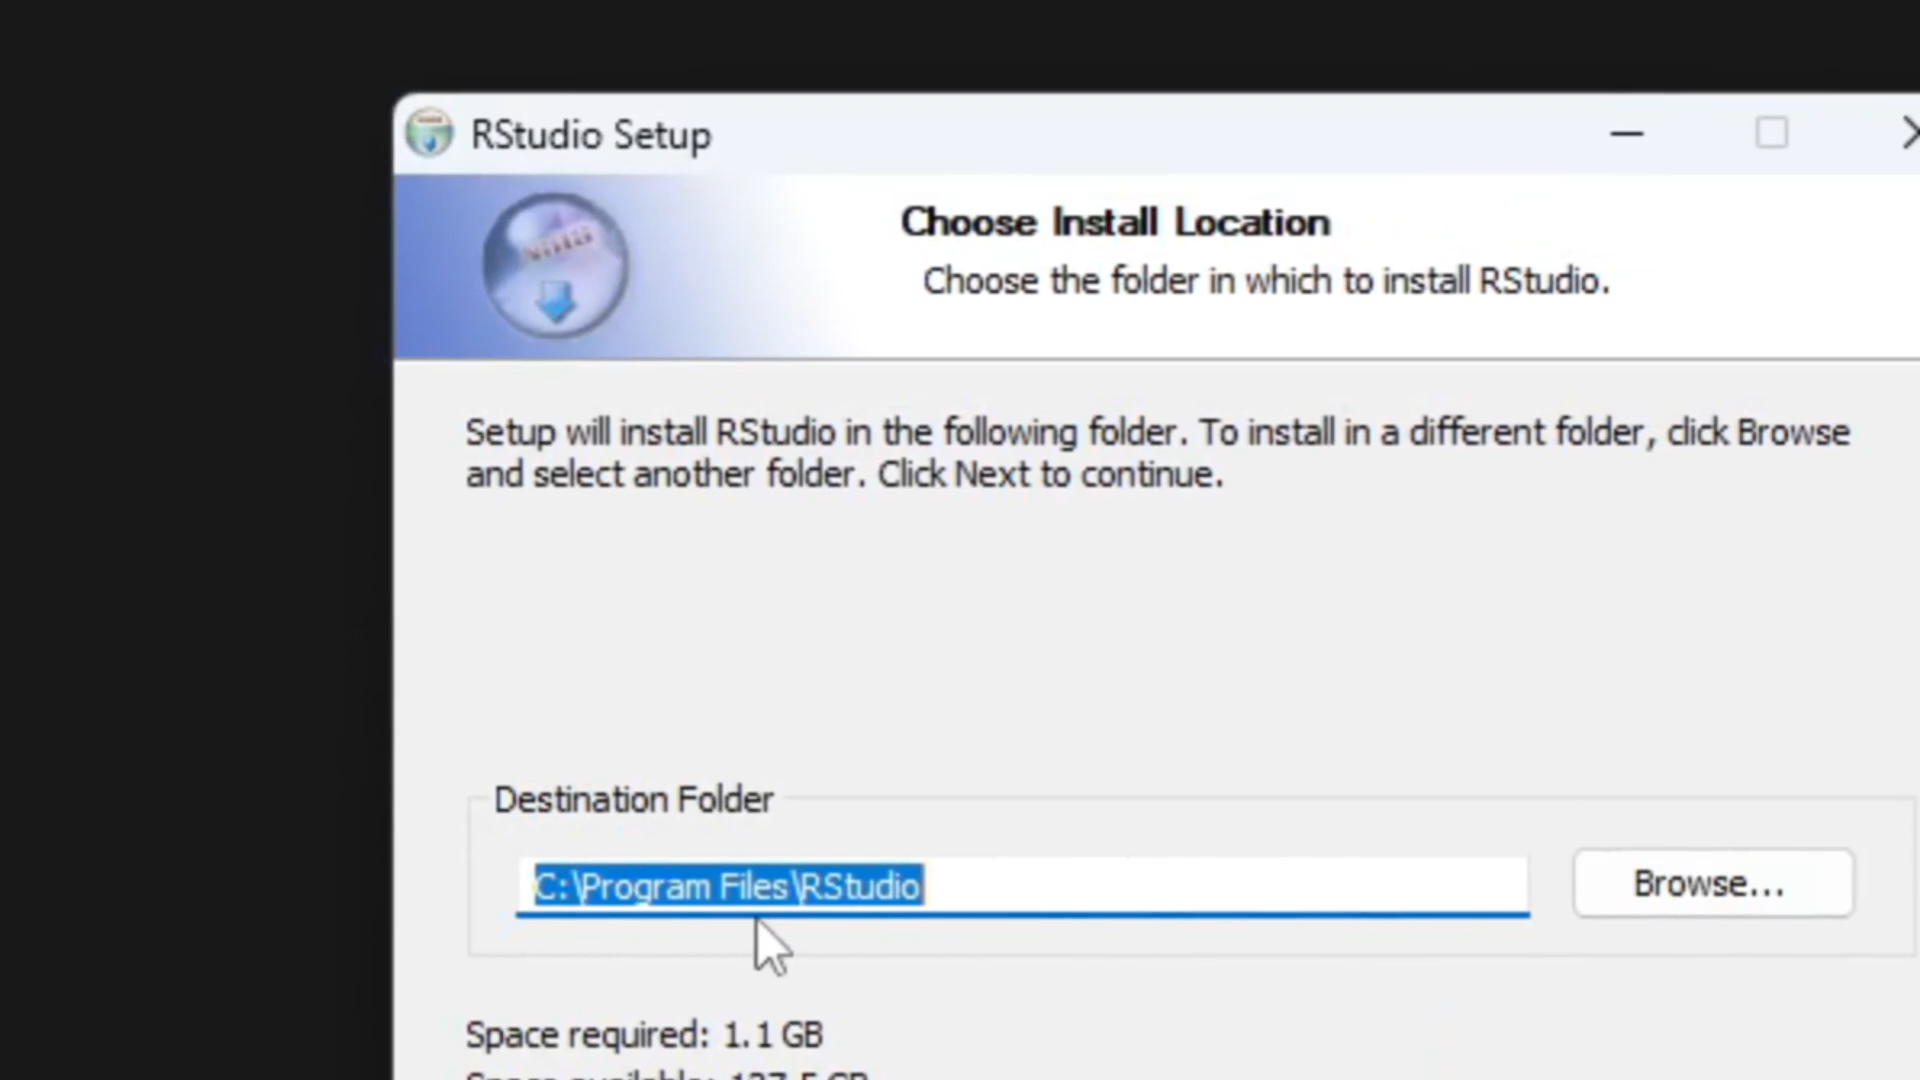 RStudio Setup
Choose Install Location
Choose the folder in which to install RStudio.
Setup will install RStudio in the following folder. To install in a different folder, click Browse
and select another folder. Click Next to continue.
Destination Folder
C:\Program Files\RStudio
Browse...
Space required: 1.1 GB